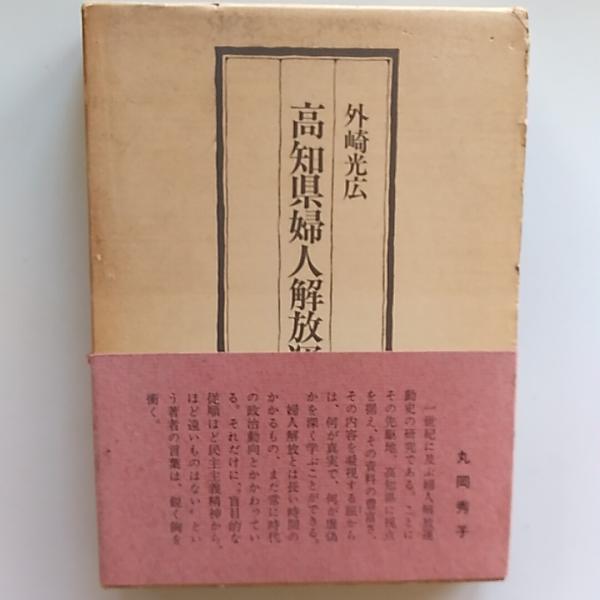 外崎光広
高知県婦人解放
丸岡秀子
一世紀に及ぶ婦人解放運
動史の研究である。ことに
その先駆地、高知県に視点
を据え、その資料の豊富さ、
その内容を凝視する眼から
は、何が真実で、何が虚偽
かを深く学ぶことができる。
婦人解放とは長い時間の
かかるもの、また常に時代
の政治動向とかかわってい
る。それだけに、〝盲目的な
従順ほど民主主義精神から、
ほど遠いものはない〟とい
う著者の言葉は、鋭く胸を
衝く。